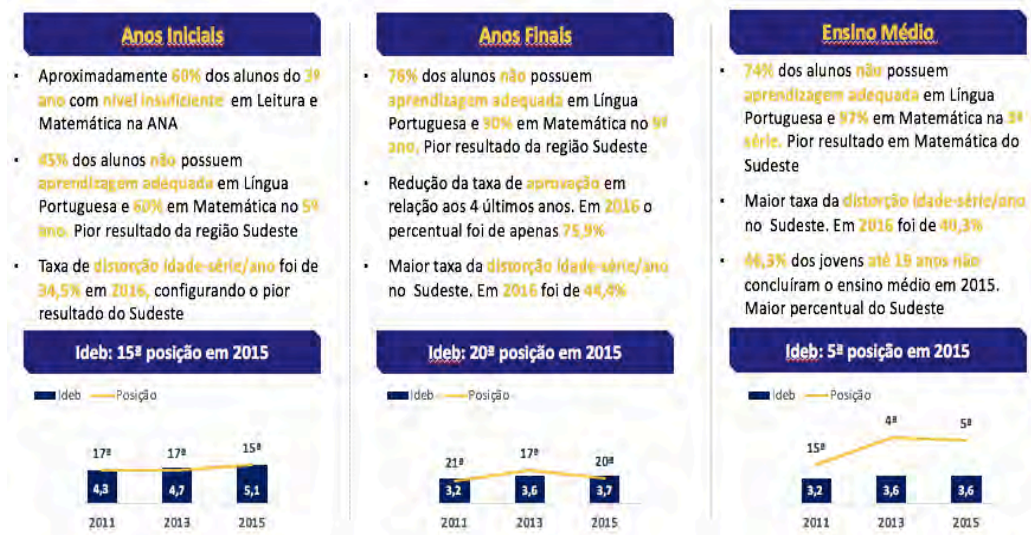 Anos Iniciais
Aproximadamente 60% dos alunos do 3º
ano com nível insuficiente em Leitura e
Matemática na ANA
45% dos alunos não possuem
aprendizagem adequada em Língua
Portuguesa e 60% em Matemática no 5º
ano. Pior resultado da região Sudeste
Taxa de distorção idade-série/ano foi de
34,5% em 2016, configurando o pior
resultado do Sudeste
Ideb: 15ª posição em 2015
Ideb Posição
17ª 17ª 15ª
4,3 4,7 5,1
2011 2013 2015
Anos Finais
76% dos alunos não possuem
aprendizagem adequada em Língua
Portuguesa e 90% em Matemática no 9º
ano, Pior resultado da região Sudeste
Redução da taxa de aprovação em
relação aos 4 últimos anos. Em 2016 o
percentual foi de apenas 75,9%
Maior taxa da distorção idade-série/ano
no Sudeste. Em 2016 foi de 44,4%
Ideb: 20ª posição em 2015
Ideb Posição
21ª 17ª 20ª
3,2 3,6 3,7
2011 2013 2015
Ensino Médio
74% dos alunos não possuem
aprendizagem adequada em Língua
Portuguesa e 97% em Matemática na 3ª
série. Pior resultado em Matemática do
Sudeste
Maior taxa da distorção idade-série/ano
no Sudeste. Em 2016 foi de 40,3%
46,3% dos jovens até 19 anos não
concluíram o ensino médio em 2015.
Maior percentual do Sudeste
Ideb: 5ª posição em 2015
Ideb Posição
15ª 4ª 5ª
3,2 3,6 3,6
2011 2013 2015